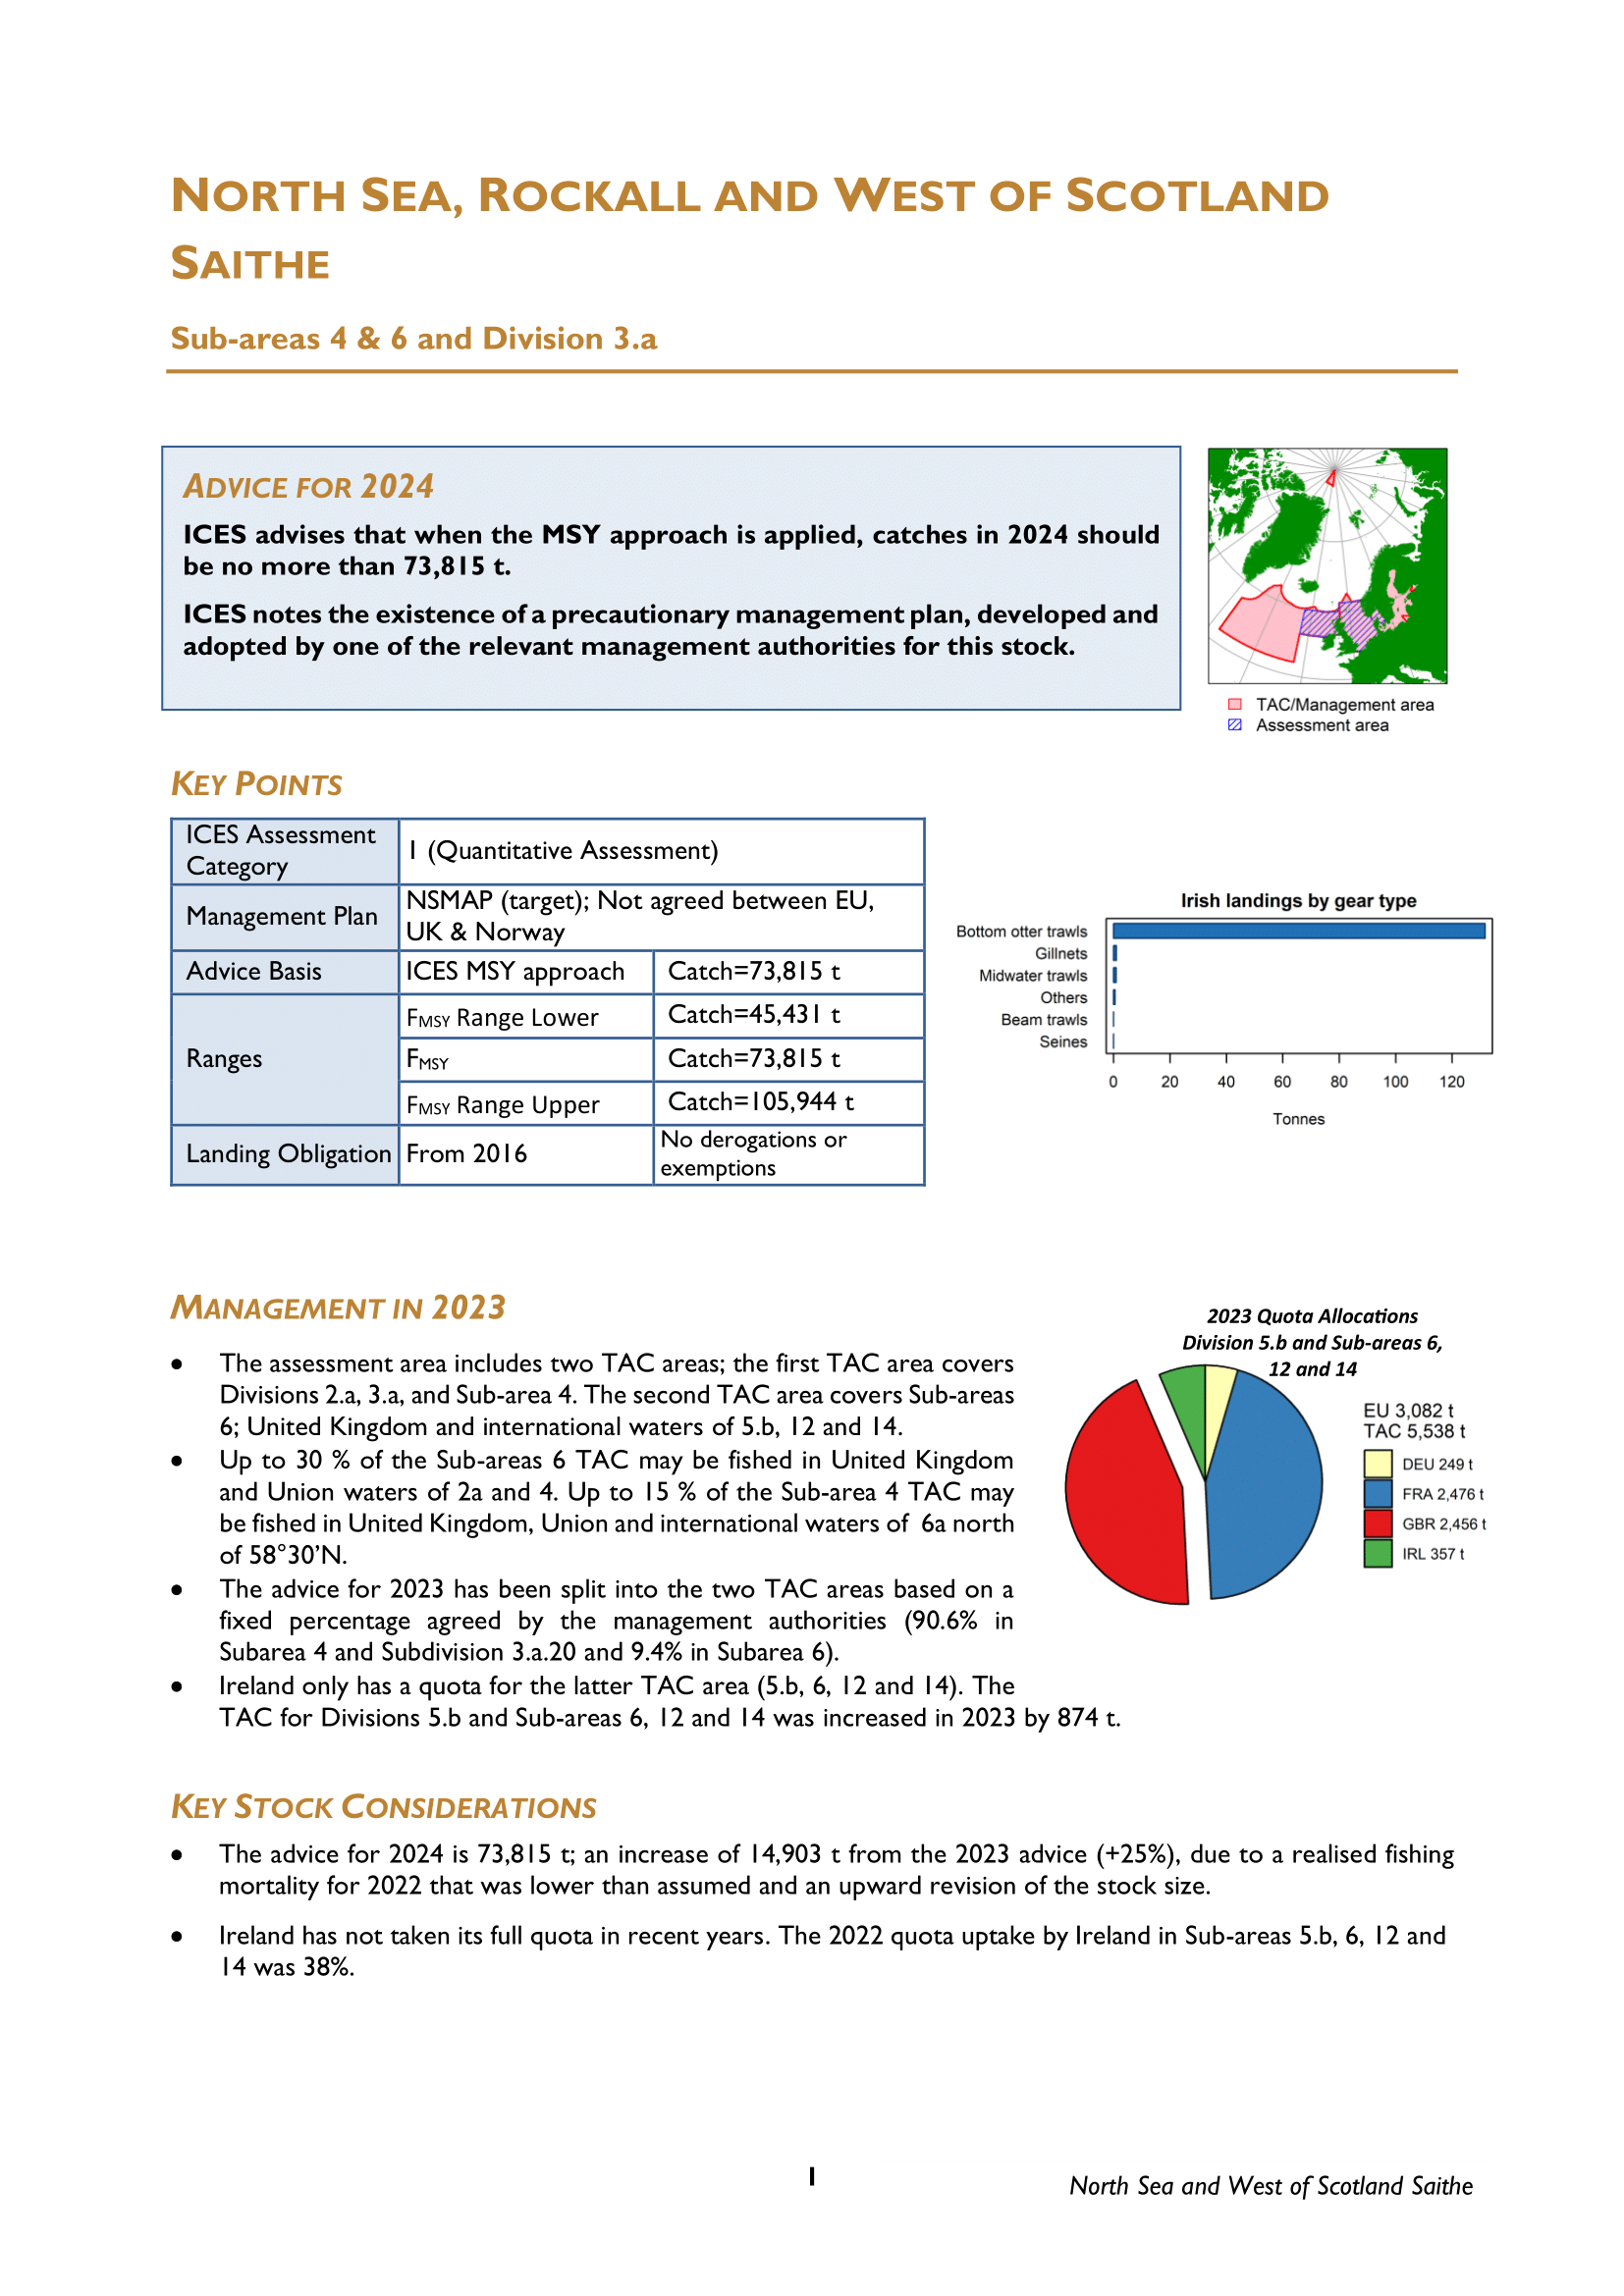 NORTH SEA, ROCKALL AND WEST OF SCOTLAND
SAITHE
Sub-areas 4 & 6 and Division 3.a
ADVICE FOR 2024
ICES advises that when the MSY approach is applied, catches in 2024 should
be no more than 73,815 t.
ICES notes the existence of a precautionary management plan, developed and
adopted by one of the relevant management authorities for this stock.
TAC/Management area
Assessment area
KEY POINTS
ICES Assessment
Category
1 (Quantitative Assessment)
Management Plan
NSMAP (target); Not agreed between EU,
UK & Norway
Advice Basis
ICES MSY approach
Catch=73,815 t
Ranges
FMSY Range Lower
Catch=45,431 t
FMSY
Catch=73,815 t
FMSY Range Upper
Catch=105,944 t
Landing Obligation
From 2016
No derogations or
exemptions
Irish landings by gear type
Bottom otter trawls
Gillnets
Midwater trawls
Others
Beam trawls
Seines
0 20 40 60 80 100 120
Tonnes
MANAGEMENT IN 2023
• The assessment area includes two TAC areas; the first TAC area covers
Divisions 2.a, 3.a, and Sub-area 4. The second TAC area covers Sub-areas
6; United Kingdom and international waters of 5.b, 12 and 14.
• Up to 30 % of the Sub-areas 6 TAC may be fished in United Kingdom
and Union waters of 2a and 4. Up to 15 % of the Sub-area 4 TAC may
be fished in United Kingdom, Union and international waters of 6a north
of 58°30’N.
• The advice for 2023 has been split into the two TAC areas based on a
fixed percentage agreed by the management authorities (90.6% in
Subarea 4 and Subdivision 3.a.20 and 9.4% in Subarea 6).
• Ireland only has a quota for the latter TAC area (5.b, 6, 12 and 14). The
TAC for Divisions 5.b and Sub-areas 6, 12 and 14 was increased in 2023 by 874 t.
2023 Quota Allocations
Division 5.b and Sub-areas 6,
12 and 14
EU 3,082 t
TAC 5,538 t
DEU 249 t
FRA 2,476 t
GBR 2,456 t
IRL 357 t
KEY STOCK CONSIDERATIONS
• The advice for 2024 is 73,815 t; an increase of 14,903 t from the 2023 advice (+25%), due to a realised fishing
mortality for 2022 that was lower than assumed and an upward revision of the stock size.
• Ireland has not taken its full quota in recent years. The 2022 quota uptake by Ireland in Sub-areas 5.b, 6, 12 and
14 was 38%.
1
North Sea and West of Scotland Saithe